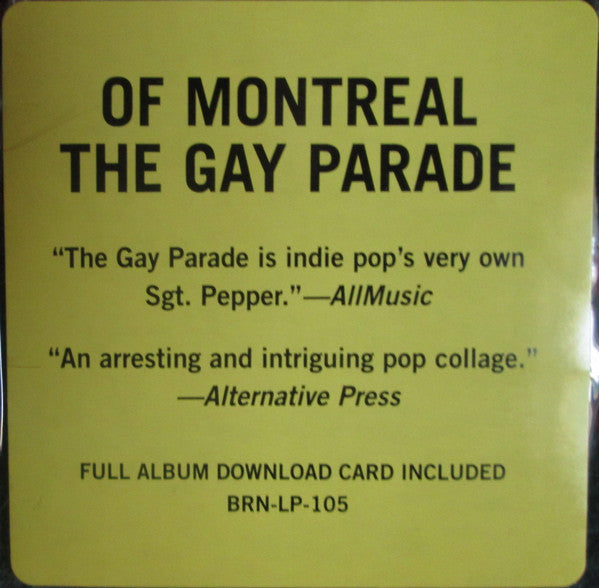 OF MONTREAL
THE GAY PARADE
“The Gay Parade is indie pop’s very own
Sgt. Pepper.”—AllMusic
“An arresting and intriguing pop collage.”
—Alternative Press
FULL ALBUM DOWNLOAD CARD INCLUDED
BRN-LP-105